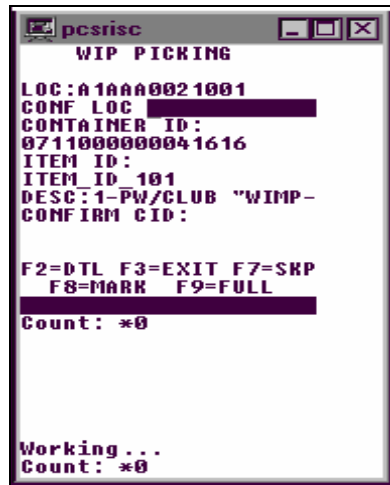 pcsrisc
WIP PICKING
LOC:A1AAA0021001
CONF LOC
CONTAINER ID:
0711000000041616
ITEM ID:
ITEM_ID_101
DESC:1-PW/CLUB "WIMP-
CONFIRM CID:
F2=DTL F3=EXIT F7=SKP
F8=MARK F9=FULL
Count: *0
Working...
Count: *0